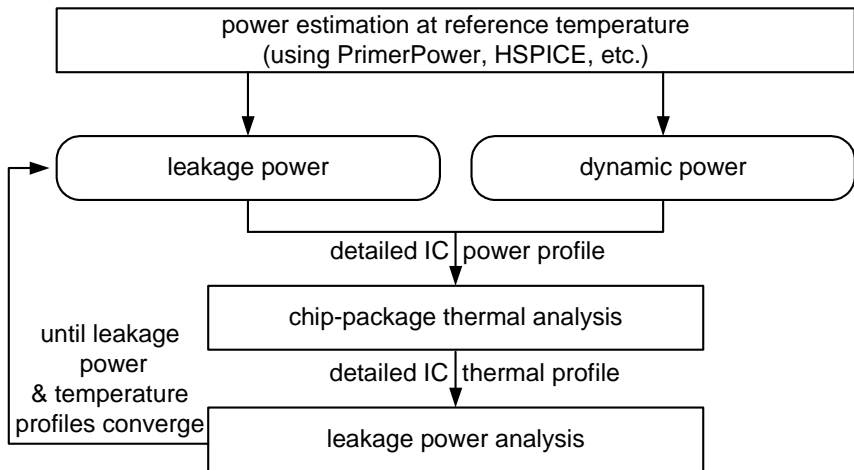 power estimation at reference temperature
(using PrimerPower, HSPICE, etc.)
leakage power
dynamic power
detailed IC power profile
chip-package thermal analysis
detailed IC thermal profile
until leakage
power
& temperature
profiles converge
leakage power analysis